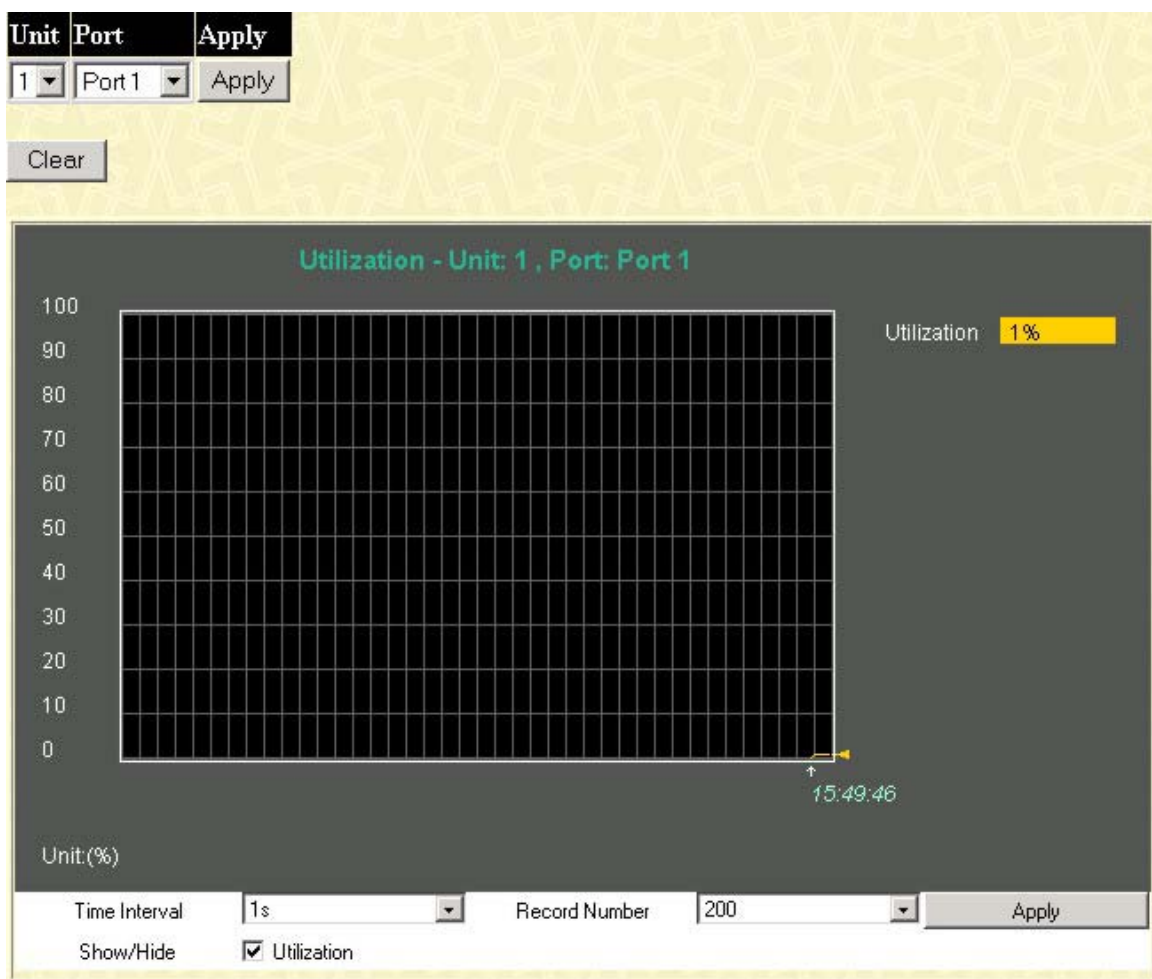 Unit Port Apply
1 Port 1 Apply
Clear
Utilization - Unit: 1 , Port: Port 1
100
Utilization 1%
90
80
70
60
50
40
30
20
10
0
15:49:46
Unit:(%)
Time Interval 1s Record Number 200 Apply
Show/Hide Utilization